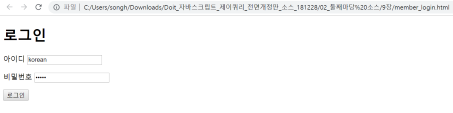 파일 | C:/Users/songh/Downloads/Doit_자바스크립트_제이쿼리_전면개정판_소스_181228/02_둘째마당%20소스/9장/member_login.html
로그인
아이디 korean
비밀번호 •••••
로그인